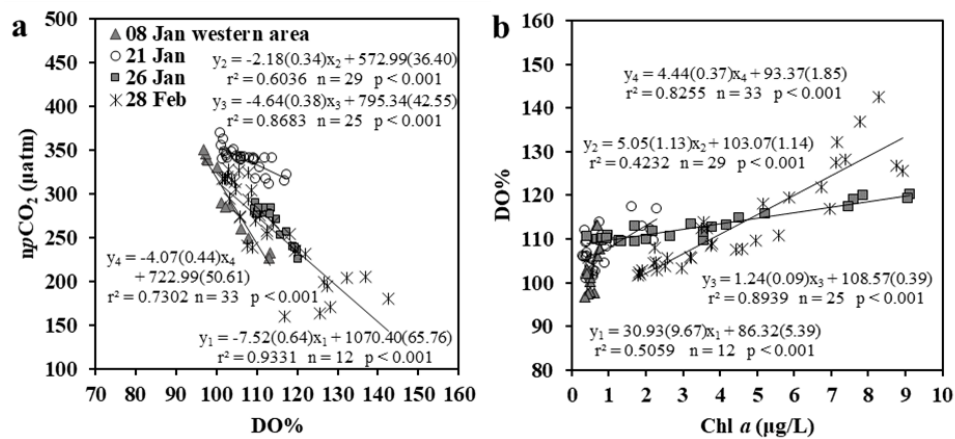 a
08 Jan western area
21 Jan
26 Jan
28 Feb
y₂ = -2.18(0.34)x₂ + 572.99(36.40)
r² = 0.6036 n = 29 p < 0.001
y₃ = -4.64(0.38)x₃ + 795.34(42.55)
r² = 0.8683 n = 25 p < 0.001
y₄ = -4.07(0.44)x₄
+ 722.99(50.61)
r² = 0.7302 n = 33 p < 0.001
y₁ = -7.52(0.64)x₁ + 1070.40(65.76)
r² = 0.9331 n = 12 p < 0.001
npCO₂ (µatm)
500
450
400
350
300
250
200
150
100
70 80 90 100 110 120 130 140 150 160
DO%
b
y₄ = 4.44(0.37)x₄ + 93.37(1.85)
r² = 0.8255 n = 33 p < 0.001
y₂ = 5.05(1.13)x₂ + 103.07(1.14)
r² = 0.4232 n = 29 p < 0.001
y₃ = 1.24(0.09)x₃ + 108.57(0.39)
r² = 0.8939 n = 25 p < 0.001
y₁ = 30.93(9.67)x₁ + 86.32(5.39)
r² = 0.5059 n = 12 p < 0.001
DO%
160
150
140
130
120
110
100
90
80
0 1 2 3 4 5 6 7 8 9 10
Chl a (µg/L)